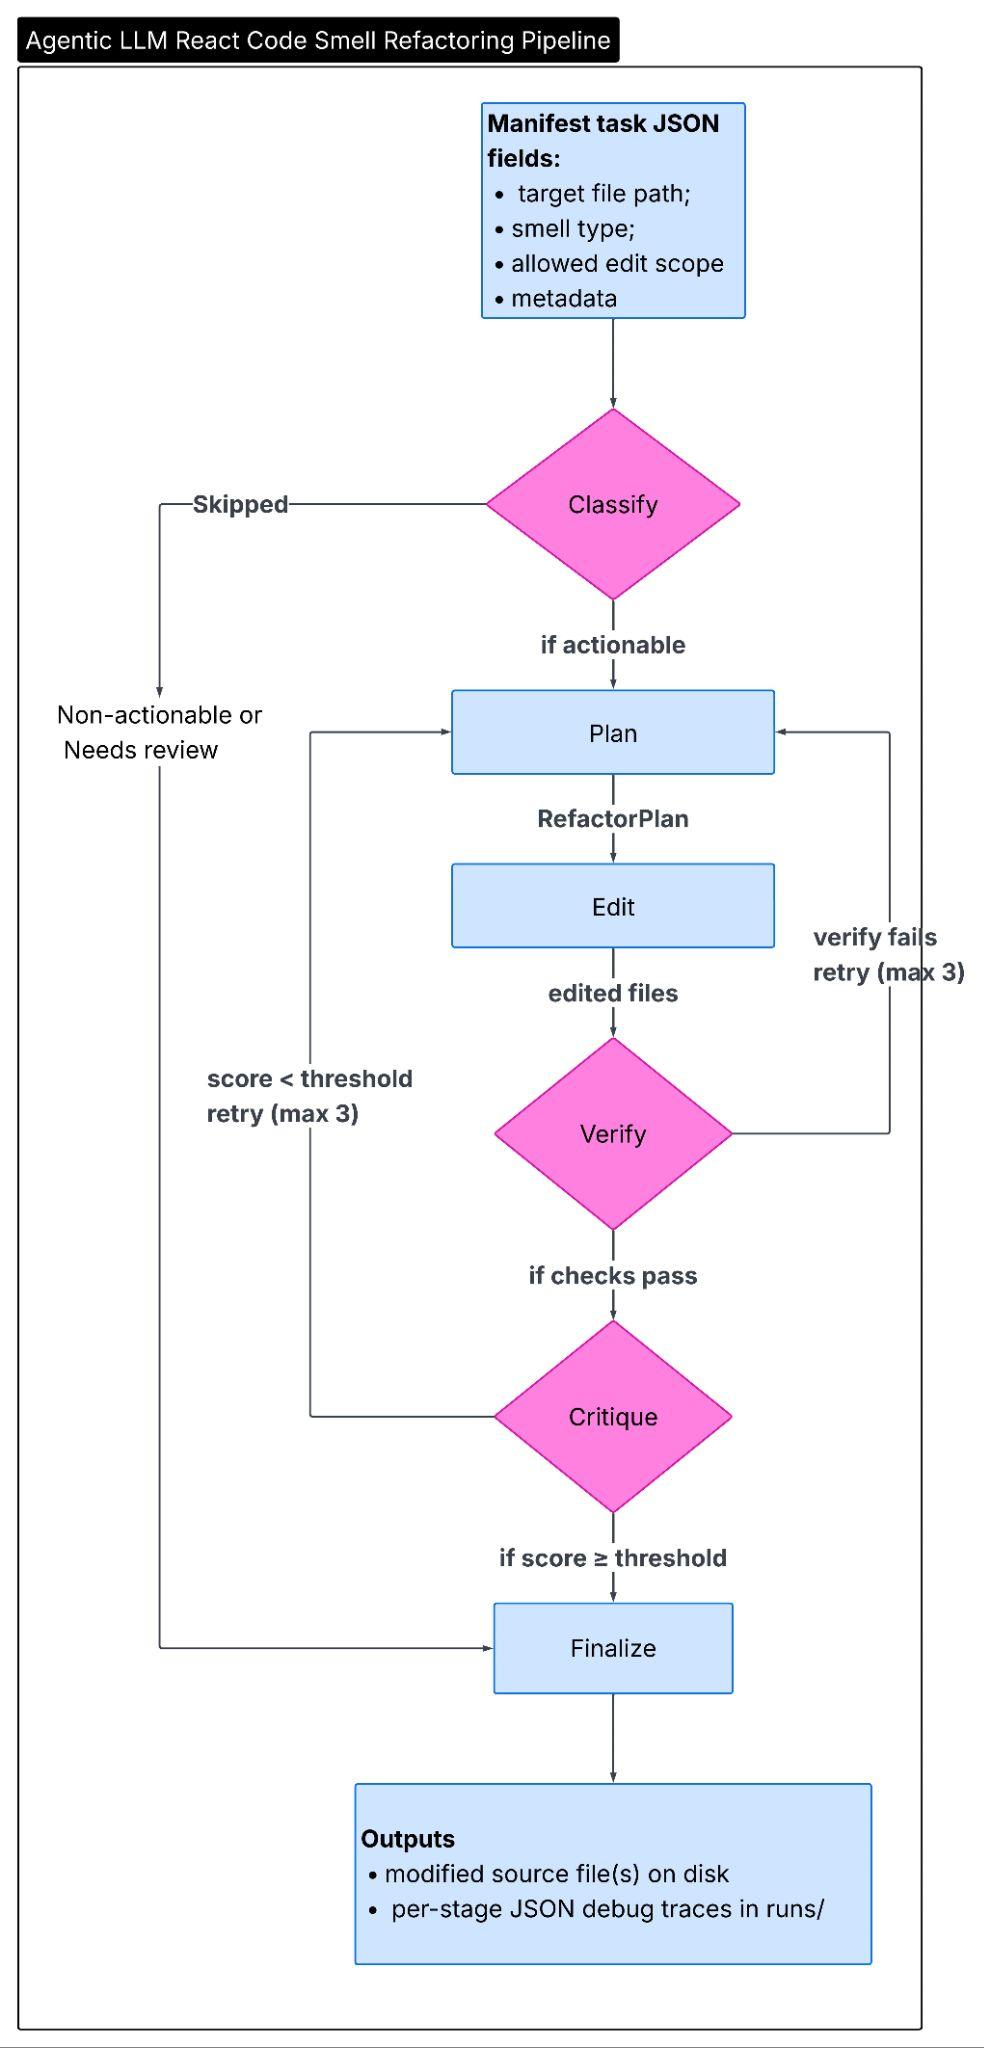 Agentic LLM React Code Smell Refactoring Pipeline
Manifest task JSON
fields:
• target file path;
• smell type;
• allowed edit scope
• metadata
Classify
Skipped
if actionable
Non-actionable or
Needs review
Plan
RefactorPlan
Edit
verify fails
retry (max 3)
edited files
score < threshold
retry (max 3)
Verify
if checks pass
Critique
if score ≥ threshold
Finalize
Outputs
• modified source file(s) on disk
• per-stage JSON debug traces in runs/